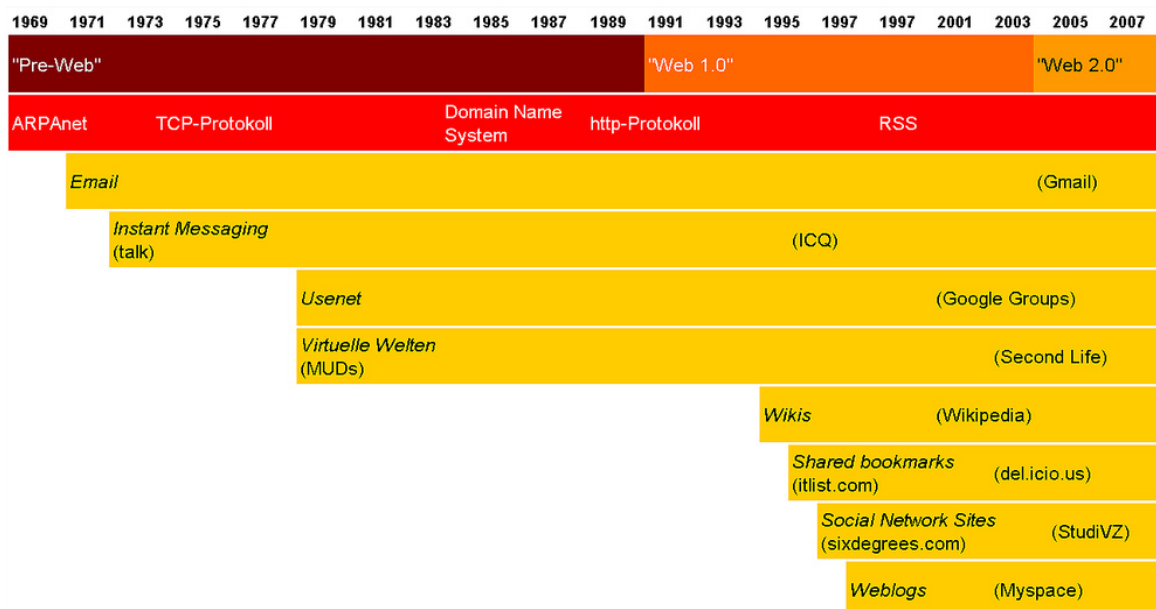 1969 1971 1973 1975 1977 1979 1981 1983 1985 1987 1989 1991 1993 1995 1997 1997 2001 2003 2005 2007
"Pre-Web" "Web 1.0" "Web 2.0"
ARPAnet TCP-Protokoll Domain Name System http-Protokoll RSS
Email (Gmail)
Instant Messaging
(talk) (ICQ)
Usenet (Google Groups)
Virtuelle Welten
(MUDs) (Second Life)
Wikis (Wikipedia)
Shared bookmarks
(itlist.com) (del.icio.us)
Social Network Sites
(sixdegrees.com) (StudiVZ)
Weblogs (Myspace)